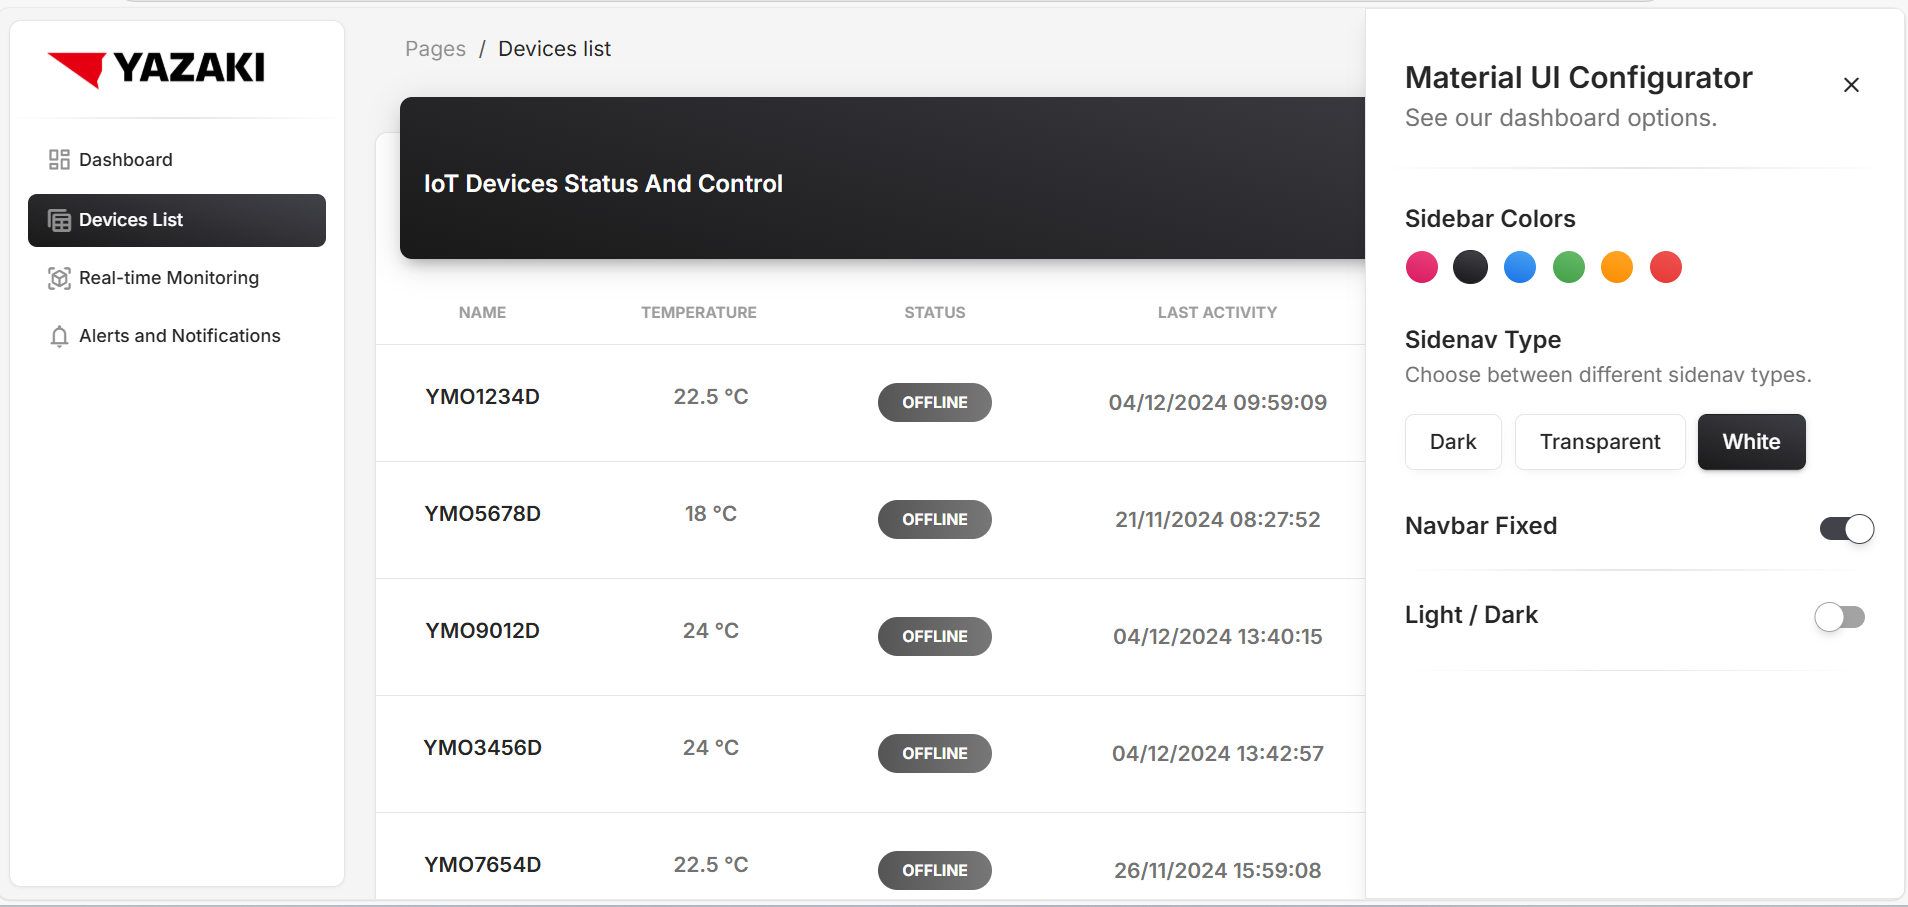 YAZAKI
Dashboard
Devices List
Real-time Monitoring
Alerts and Notifications
Pages / Devices list
IoT Devices Status And Control
NAME TEMPERATURE STATUS LAST ACTIVITY
YMO1234D 22.5 °C OFFLINE 04/12/2024 09:59:09
YMO5678D 18 °C OFFLINE 21/11/2024 08:27:52
YMO9012D 24 °C OFFLINE 04/12/2024 13:40:15
YMO3456D 24 °C OFFLINE 04/12/2024 13:42:57
YMO7654D 22.5 °C OFFLINE 26/11/2024 15:59:08
Material UI Configurator
See our dashboard options.
Sidebar Colors
Sidenav Type
Choose between different sidenav types.
Dark Transparent White
Navbar Fixed
Light / Dark